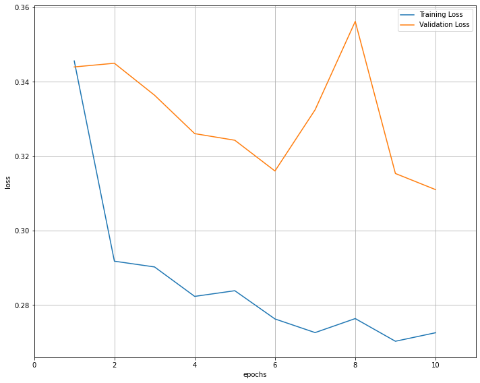 Training Loss
Validation Loss
0.36
0.34
0.32
0.30
0.28
loss
0 2 4 6 8 10
epochs